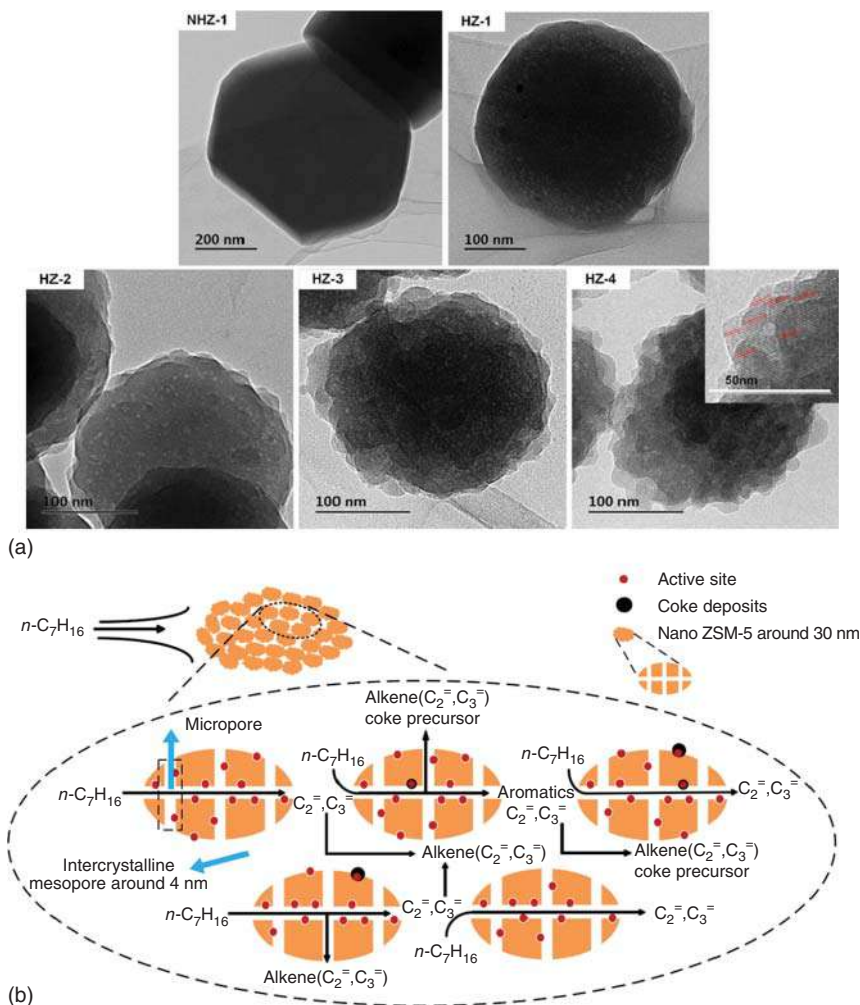 NHZ-1
200 nm
HZ-1
100 nm
HZ-2
100 nm
HZ-3
100 nm
HZ-4
50nm
100 nm
(a)
n-C₇H₁₆
Active site
Coke deposits
Nano ZSM-5 around 30 nm
Micropore
n-C₇H₁₆
C₂⁼,C₃⁼
Intercrystalline
mesopore around 4 nm
Alkene(C₂⁼,C₃⁼)
coke precursor
n-C₇H₁₆
Aromatics
C₂⁼,C₃⁼
Alkene(C₂⁼,C₃⁼)
n-C₇H₁₆
C₂⁼,C₃⁼
Alkene(C₂⁼,C₃⁼)
coke precursor
n-C₇H₁₆
C₂⁼,C₃⁼
Alkene(C₂⁼,C₃⁼)
n-C₇H₁₆
C₂⁼,C₃⁼
(b)